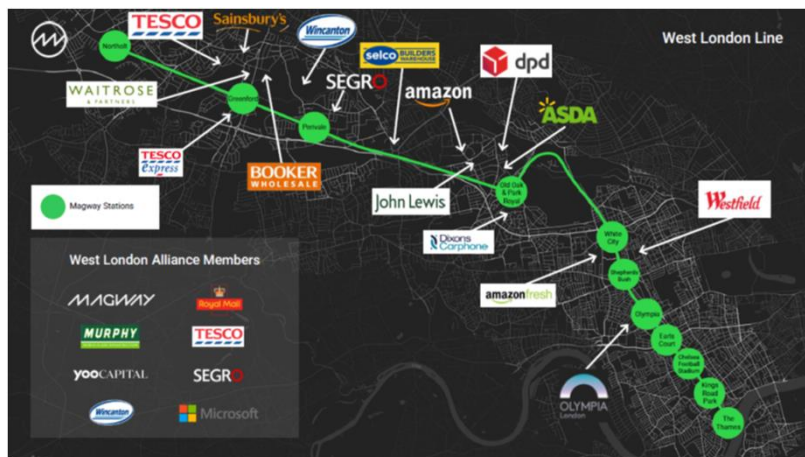 West London Line
Northolt
TESCO
Sainsbury's
Wincanton
selco BUILDERS
WAREHOUSE
dpd
WAITROSE
& PARTNERS
SEGRO
amazon
ASDA
Greenford
Perivale
TESCO
express
BOOKER
WHOLESALE
John Lewis
Old Oak
& Park
Royal
Westfield
Magway Stations
Dixons
Carphone
White
City
Shepherds
Bush
amazonfresh
Olympia
Earls
Court
Chelsea
Football
Stadium
Kings
Road
Park
The
Thames
OLYMPIA
London
West London Alliance Members
MAGWAY
Royal Mail
MURPHY
TESCO
YOOCAPITAL
SEGRO
Wincanton
Microsoft